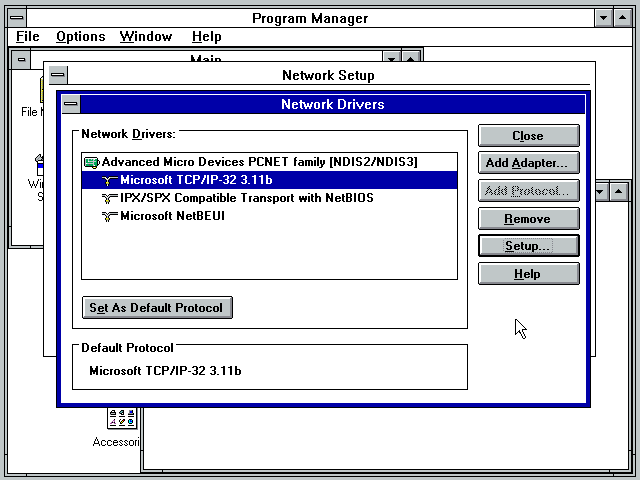 Program Manager
File Options Window Help
Main
Network Setup
Network Drivers
Network Drivers:
Advanced Micro Devices PCNET family [NDIS2/NDIS3]
Microsoft TCP/IP-32 3.11b
IPX/SPX Compatible Transport with NetBIOS
Microsoft NetBEUI
Set As Default Protocol
Default Protocol
Microsoft TCP/IP-32 3.11b
Close
Add Adapter...
Add Protocol...
Remove
Setup...
Help
File
Accessori